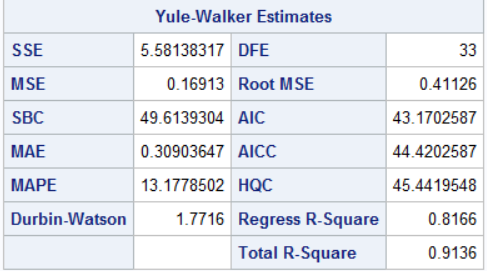 Yule-Walker Estimates
SSE 5.58138317 DFE 33
MSE 0.16913 Root MSE 0.41126
SBC 49.6139304 AIC 43.1702587
MAE 0.30903647 AICC 44.4202587
MAPE 13.1778502 HQC 45.4419548
Durbin-Watson 1.7716 Regress R-Square 0.8166
Total R-Square 0.9136